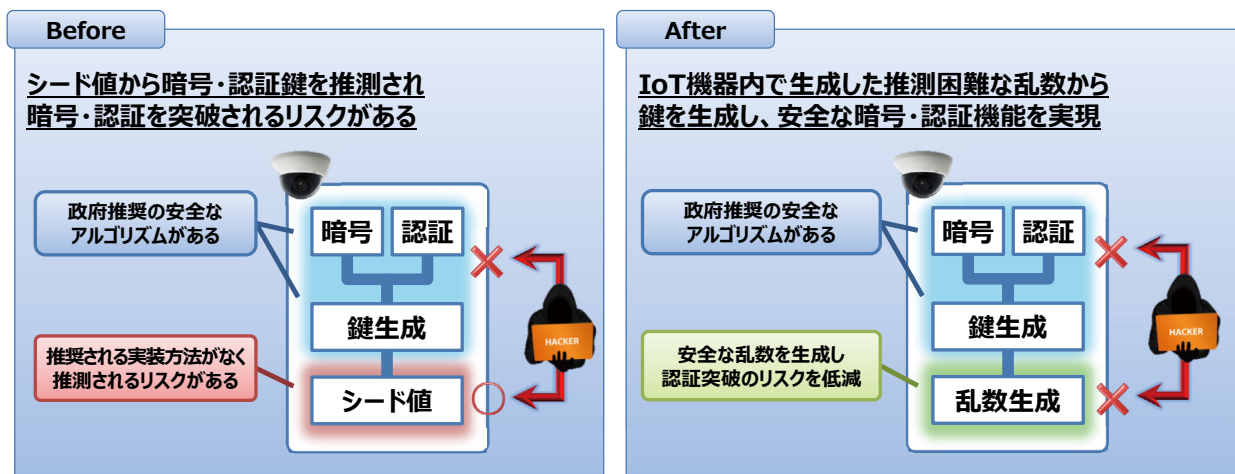 Before
シード値から暗号・認証鍵を推測され
暗号・認証を突破されるリスクがある
政府推奨の安全な
アルゴリズムがある
暗号
認証
鍵生成
HACKER
推奨される実装方法がなく
推測されるリスクがある
シード値
After
IoT機器内で生成した推測困難な乱数から
鍵を生成し、安全な暗号・認証機能を実現
政府推奨の安全な
アルゴリズムがある
暗号
認証
鍵生成
HACKER
安全な乱数を生成し
認証突破のリスクを低減
乱数生成